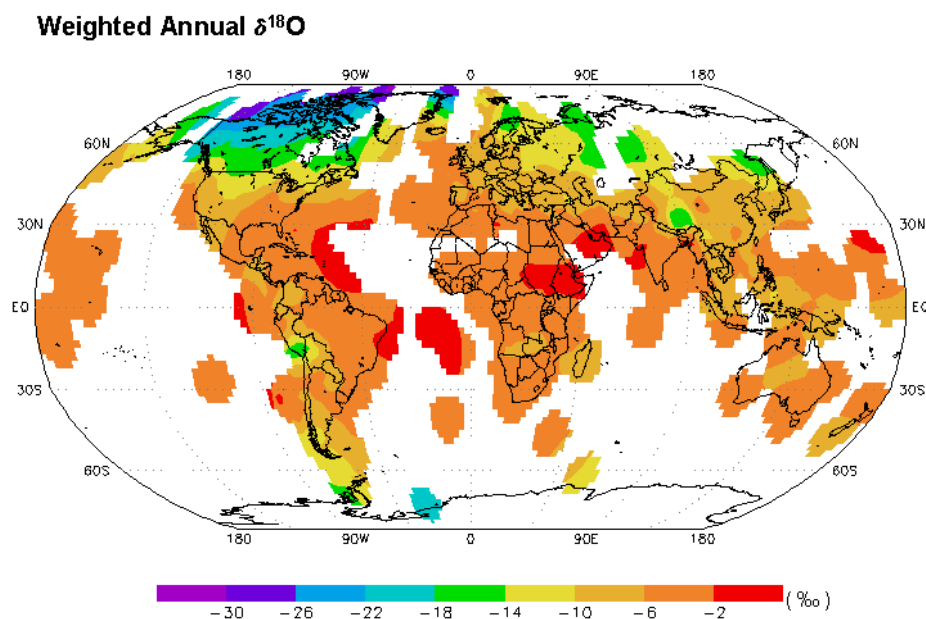 Weighted Annual δ¹⁸O
180 90W 0 90E 180
60N 60N
30N 30N
EQ EQ
30S 30S
60S 60S
180 90W 0 90E 180
-30 -26 -22 -18 -14 -10 -6 -2 (‰)